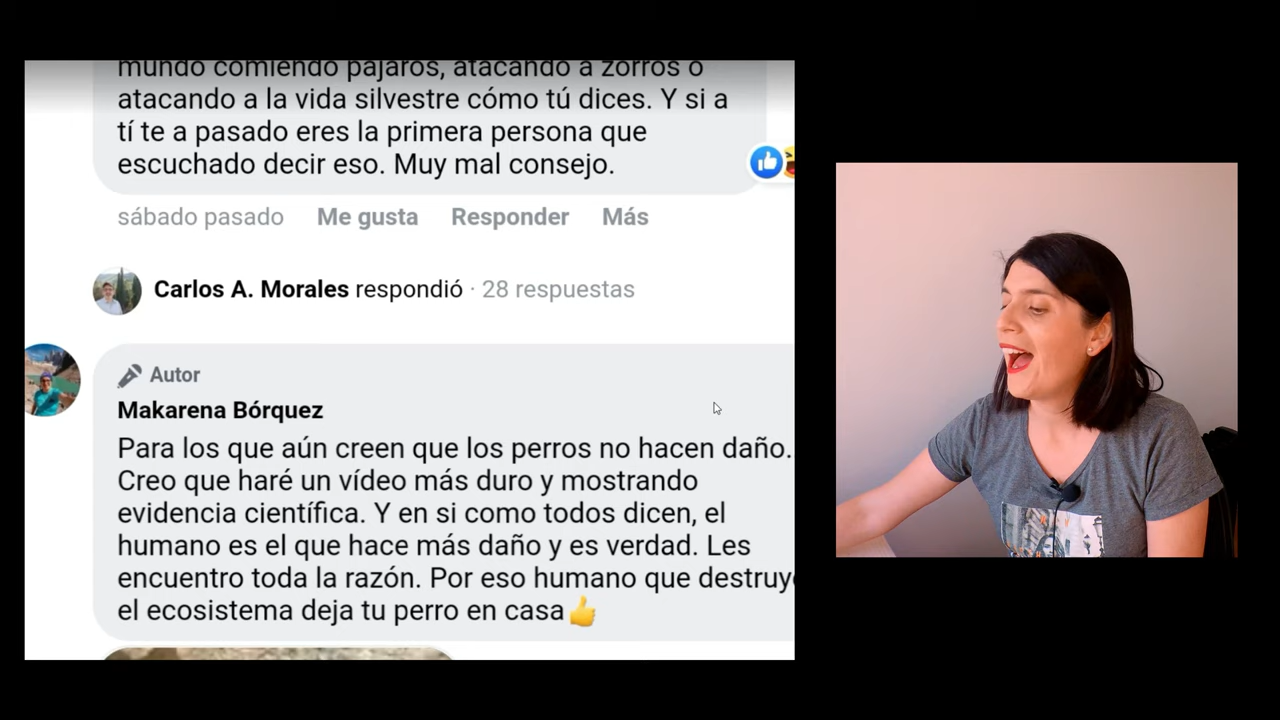 mundo comiendo pájaros, atacando a zorros o
atacando a la vida silvestre cómo tú dices. Y si a
tí te a pasado eres la primera persona que
escuchado decir eso. Muy mal consejo.
sábado pasado Me gusta Responder Más
Carlos A. Morales respondió · 28 respuestas
Autor
Makarena Bórquez
Para los que aún creen que los perros no hacen daño.
Creo que haré un vídeo más duro y mostrando
evidencia científica. Y en si como todos dicen, el
humano es el que hace más daño y es verdad. Les
encuentro toda la razón. Por eso humano que destruye
el ecosistema deja tu perro en casa👍